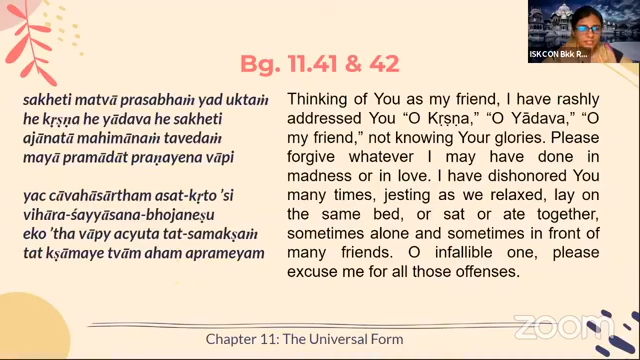 Bg. 11.41 & 42
sakheti matvā prasabhaṁ yad uktaṁ
he kṛṣṇa he yādava he sakheti
ajānatā mahimānaṁ tavedaṁ
mayā pramādāt praṇayena vāpi
yac cāvahāsārtham asat-kṛto ’si
vihāra-śayyāsana-bhojaneṣu
eko ’tha vāpy acyuta tat-samakṣaṁ
tat kṣāmaye tvām aham aprameyam
Thinking of You as my friend, I have rashly
addressed You “O Kṛṣṇa,” “O Yādava,” “O
my friend,” not knowing Your glories. Please
forgive whatever I may have done in
madness or in love. I have dishonored You
many times, jesting as we relaxed, lay on
the same bed, or sat or ate together,
sometimes alone and sometimes in front of
many friends. O infallible one, please
excuse me for all those offenses.
Chapter 11: The Universal Form
ISKCON Bkk R...
zoom